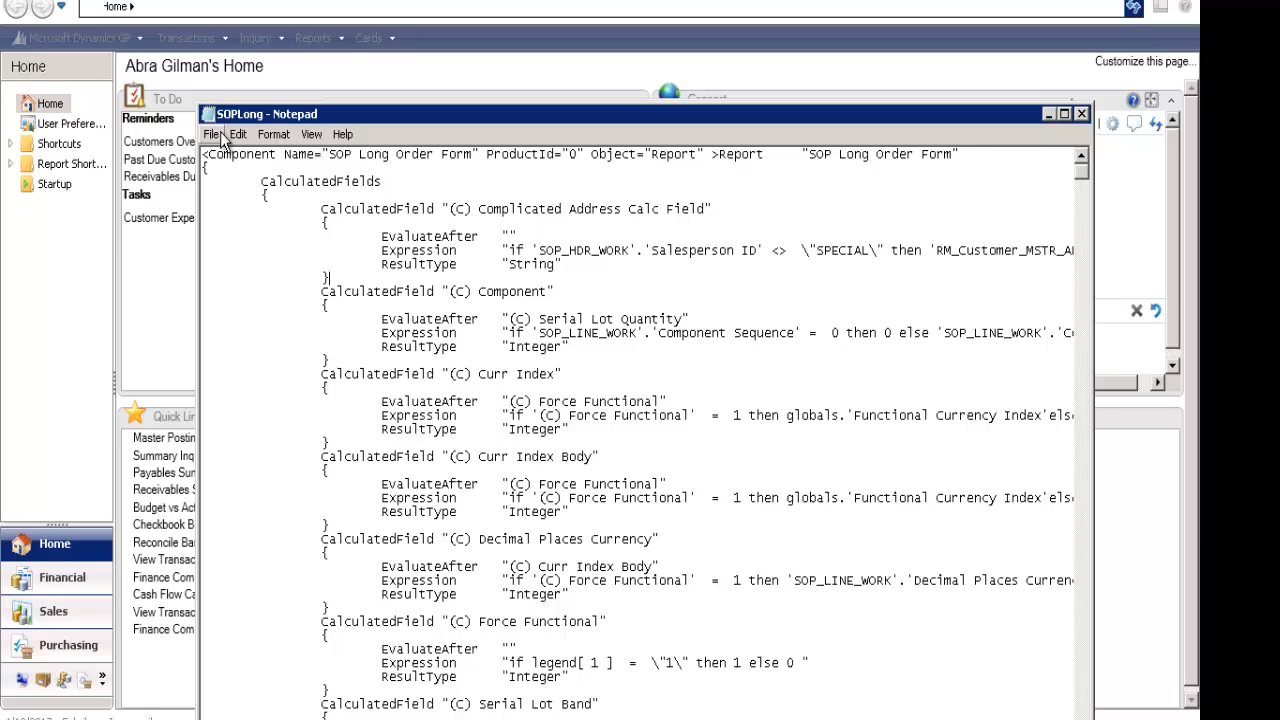 Home
Microsoft Dynamics GP Transactions Inquiry Reports Cards
Home
Abra Gilman's Home
Customize this page...
To Do
Connect
Home
User Prefere...
Shortcuts
Report Short...
Startup
Reminders
Customers Ove
Past Due Custo
Receivables Du
Tasks
Customer Expe
Quick Lin
Master Postin
Summary Inq
Payables Sun
Receivables S
Budget vs Act
Checkbook B
Reconcile Ban
View Transac
Finance Com
Cash Flow Ca
View Transac
Finance Com
Home
Financial
Sales
Purchasing
SOPLong - Notepad
File Edit Format View Help
<Component Name="SOP Long Order Form" ProductId="0" Object="Report" >Report "SOP Long Order Form"
{
CalculatedFields
{
CalculatedField "(C) Complicated Address Calc Field"
{
EvaluateAfter ""
Expression "if 'SOP_HDR_WORK'.'Salesperson ID' <> \"SPECIAL\" then 'RM_Customer_MSTR_A
ResultType "String"
}
CalculatedField "(C) Component"
{
EvaluateAfter "(C) Serial Lot Quantity"
Expression "if 'SOP_LINE_WORK'.'Component Sequence' = 0 then 0 else 'SOP_LINE_WORK'.'C
ResultType "Integer"
}
CalculatedField "(C) Curr Index"
{
EvaluateAfter "(C) Force Functional"
Expression "if '(C) Force Functional' = 1 then globals.'Functional Currency Index'els
ResultType "Integer"
}
CalculatedField "(C) Curr Index Body"
{
EvaluateAfter "(C) Force Functional"
Expression "if '(C) Force Functional' = 1 then globals.'Functional Currency Index'els
ResultType "Integer"
}
CalculatedField "(C) Decimal Places Currency"
{
EvaluateAfter "(C) Curr Index Body"
Expression "if '(C) Force Functional' = 1 then 'SOP_LINE_WORK'.'Decimal Places Curren
ResultType "Integer"
}
CalculatedField "(C) Force Functional"
{
EvaluateAfter ""
Expression "if legend[ 1 ] = \"1\" then 1 else 0 "
ResultType "Integer"
}
CalculatedField "(C) Serial Lot Band"
{